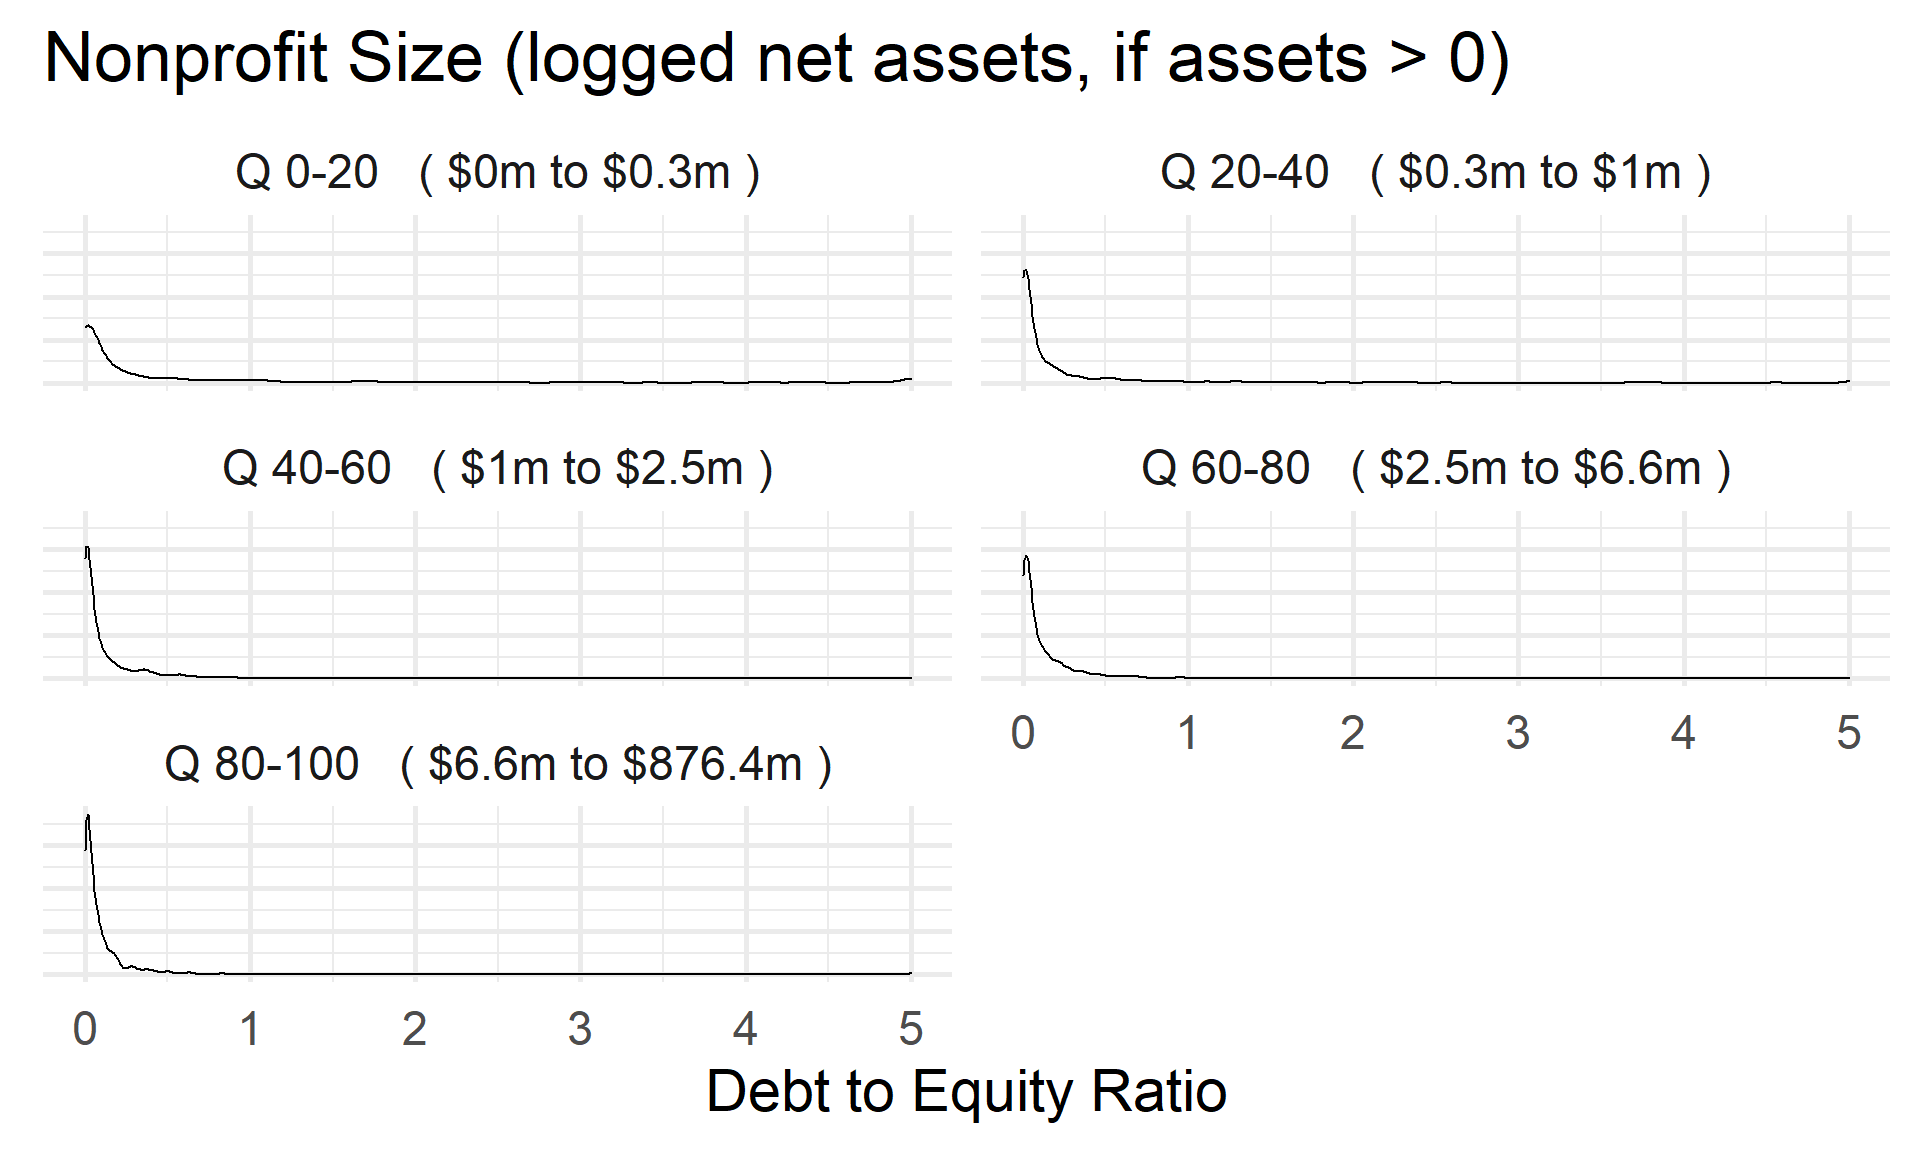 Nonprofit Size (logged net assets, if assets > 0)
Q 0-20 ( $0m to $0.3m )
Q 20-40 ( $0.3m to $1m )
Q 40-60 ( $1m to $2.5m )
Q 60-80 ( $2.5m to $6.6m )
0 1 2 3 4 5
Q 80-100 ( $6.6m to $876.4m )
0 1 2 3 4 5
Debt to Equity Ratio